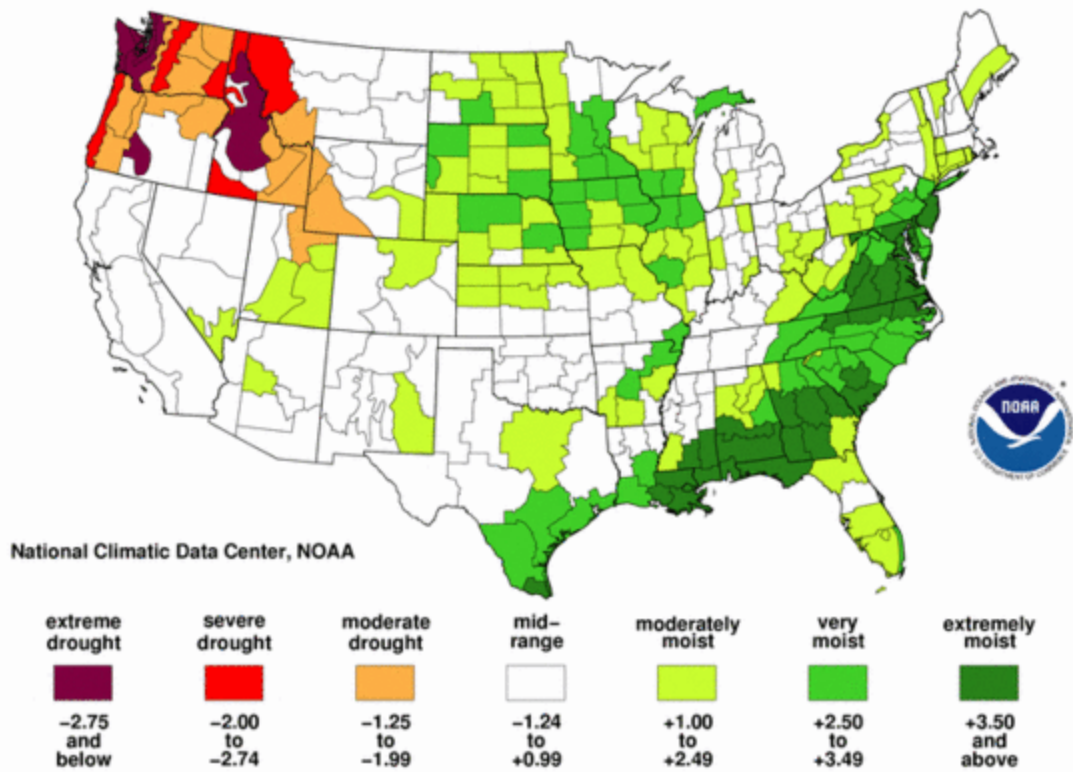 NOAA
National Climatic Data Center, NOAA
extreme drought
severe drought
moderate drought
mid-range
moderately moist
very moist
extremely moist
-2.75 and below
-2.00 to -2.74
-1.25 to -1.99
-1.24 to +0.99
+1.00 to +2.49
+2.50 to +3.49
+3.50 and above